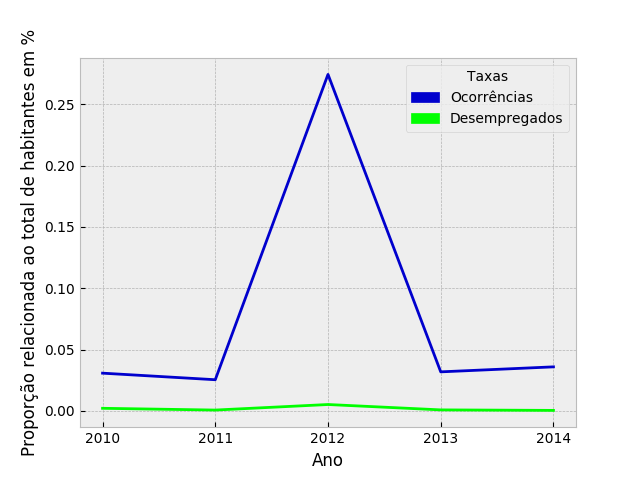 Proporção relacionada ao total de habitantes em %
0.25
0.20
0.15
0.10
0.05
0.00
Taxas
Ocorrências
Desempregados
2010 2011 2012 2013 2014
Ano